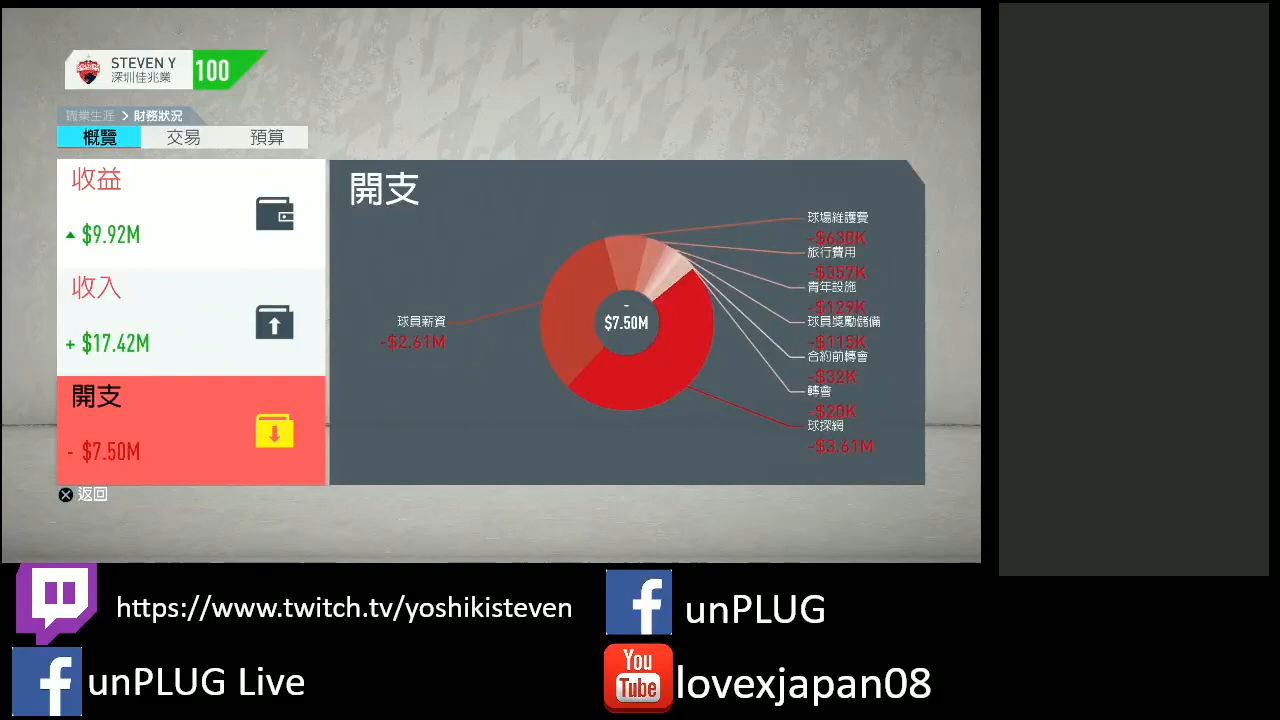 STEVEN Y
深圳佳兆業
100
職業生涯 > 財務狀況
概覽 交易 預算
收益
$9.92M
收入
+ $17.42M
開支
- $7.50M
返回
開支
球員薪資
-$2.61M
-
$7.50M
球場維護費
-$630K
旅行費用
-$357K
青年設施
-$129K
球員獎勵儲備
-$115K
合約前轉會
-$32K
轉會
-$20K
球探網
-$3.61M
https://www.twitch.tv/yoshikisteven
unPLUG
unPLUG Live
You
Tube
lovexjapan08